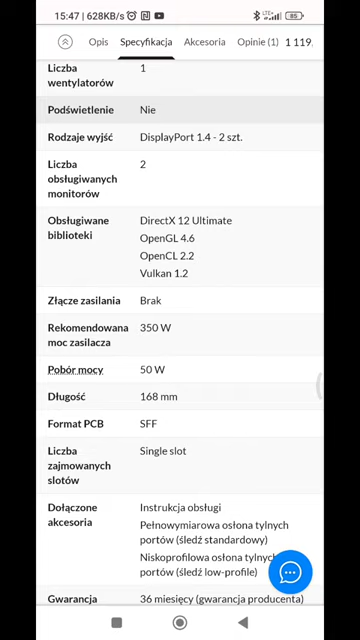 15:47 | 628KB/s
LTE+
85
Opis Specyfikacja Akcesoria Opinie (1) 1 119,
Liczba wentylatorów 1
Podświetlenie Nie
Rodzaje wyjść DisplayPort 1.4 - 2 szt.
Liczba obsługiwanych monitorów 2
Obsługiwane biblioteki DirectX 12 Ultimate
OpenGL 4.6
OpenCL 2.2
Vulkan 1.2
Złącze zasilania Brak
Rekomendowana moc zasilacza 350 W
Pobór mocy 50 W
Długość 168 mm
Format PCB SFF
Liczba zajmowanych slotów Single slot
Dołączone akcesoria Instrukcja obsługi
Pełnowymiarowa osłona tylnych
portów (śledź standardowy)
Niskoprofilowa osłona tylnych
portów (śledź low-profile)
Gwarancja 36 miesięcy (gwarancja producenta)